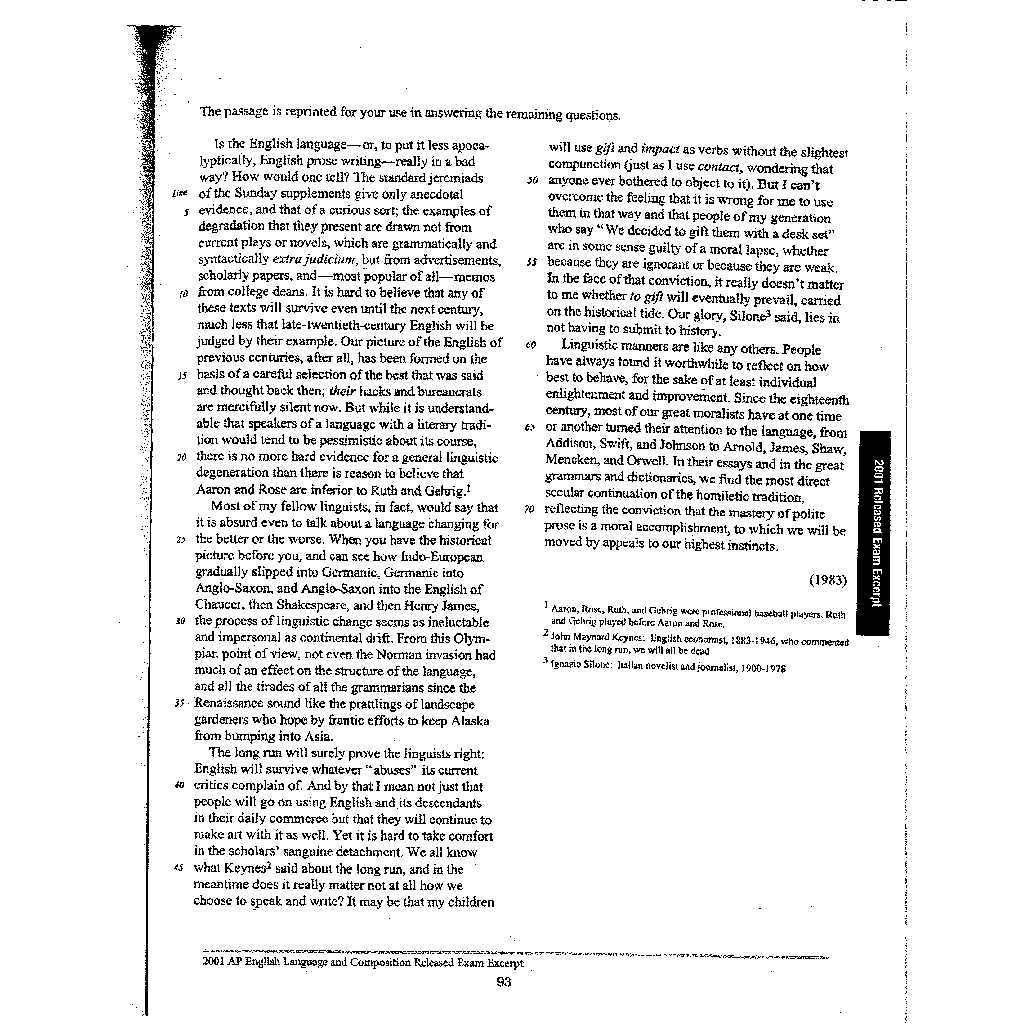 The passage is reprinted for your use in answering the remaining questions.
Is the English language—or, to put it less apoca-
lyptically, English prose writing—really in a bad
way? How would one tell? The standard jeremiads
Line of the Sunday supplements give only anecdotal
5 evidence, and that of a curious sort; the examples of
degradation that they present are drawn not from
current plays or novels, which are grammatically and
syntactically extra judicium, but from advertisements,
scholarly papers, and—most popular of all—memos
10 from college deans. It is hard to believe that any of
these texts will survive even until the next century,
much less that late-twentieth-century English will be
judged by their example. Our picture of the English of
previous centuries, after all, has been formed on the
15 basis of a careful selection of the best that was said
and thought back then; their hacks and bureaucrats
are mercifully silent now. But while it is understand-
able that speakers of a language with a literary tradi-
tion would tend to be pessimistic about its course,
20 there is no more hard evidence for a general linguistic
degeneration than there is reason to believe that
Aaron and Rose are inferior to Ruth and Gehrig.1
Most of my fellow linguists, in fact, would say that
it is absurd even to talk about a language changing for
25 the better or the worse. When you have the historical
picture before you, and can see how Indo-European
gradually slipped into Germanic, Germanic into
Anglo-Saxon, and Anglo-Saxon into the English of
Chaucer, then Shakespeare, and then Henry James,
30 the process of linguistic change seems as ineluctable
and impersonal as continental drift. From this Olym-
pian point of view, not even the Norman invasion had
much of an effect on the structure of the language,
and all the tirades of all the grammarians since the
35 Renaissance sound like the prattlings of landscape
gardeners who hope by frantic efforts to keep Alaska
from bumping into Asia.
The long run will surely prove the linguists right:
English will survive whatever "abuses" its current
40 critics complain of. And by that I mean not just that
people will go on using English and its descendants
in their daily commerce but that they will continue to
make art with it as well. Yet it is hard to take comfort
in the scholars' sanguine detachment. We all know
45 what Keynes2 said about the long run, and in the
meantime does it really matter not at all how we
choose to speak and write? It may be that my children
will use gift and impact as verbs without the slightest
compunction (just as I use contact, wondering that
50 anyone ever bothered to object to it). But I can't
overcome the feeling that it is wrong for me to use
them in that way and that people of my generation
who say "We decided to gift them with a desk set"
are in some sense guilty of a moral lapse, whether
55 because they are ignorant or because they are weak.
In the face of that conviction, it really doesn't matter
to me whether to gift will eventually prevail, carried
on the historical tide. Our glory, Silone3 said, lies in
not having to submit to history.
60 Linguistic manners are like any others. People
have always found it worthwhile to reflect on how
best to behave, for the sake of at least individual
enlightenment and improvement. Since the eighteenth
century, most of our great moralists have at one time
65 or another turned their attention to the language, from
Addison, Swift, and Johnson to Arnold, James, Shaw,
Mencken, and Orwell. In their essays and in the great
grammars and dictionaries, we find the most direct
secular continuation of the homiletic tradition,
70 reflecting the conviction that the mastery of polite
prose is a moral accomplishment, to which we will be
moved by appeals to our highest instincts.
(1983)
1 Aaron, Rose, Ruth, and Gehrig were professional baseball players. Ruth
and Gehrig played before Aaron and Rose.
2 John Maynard Keynes: English economist, 1883-1946, who commented
that in the long run, we will all be dead
3 Ignazio Silone: Italian novelist and journalist, 1900-1978
2001 Released Exam Excerpt
2001 AP English Language and Composition Released Exam Excerpt
93